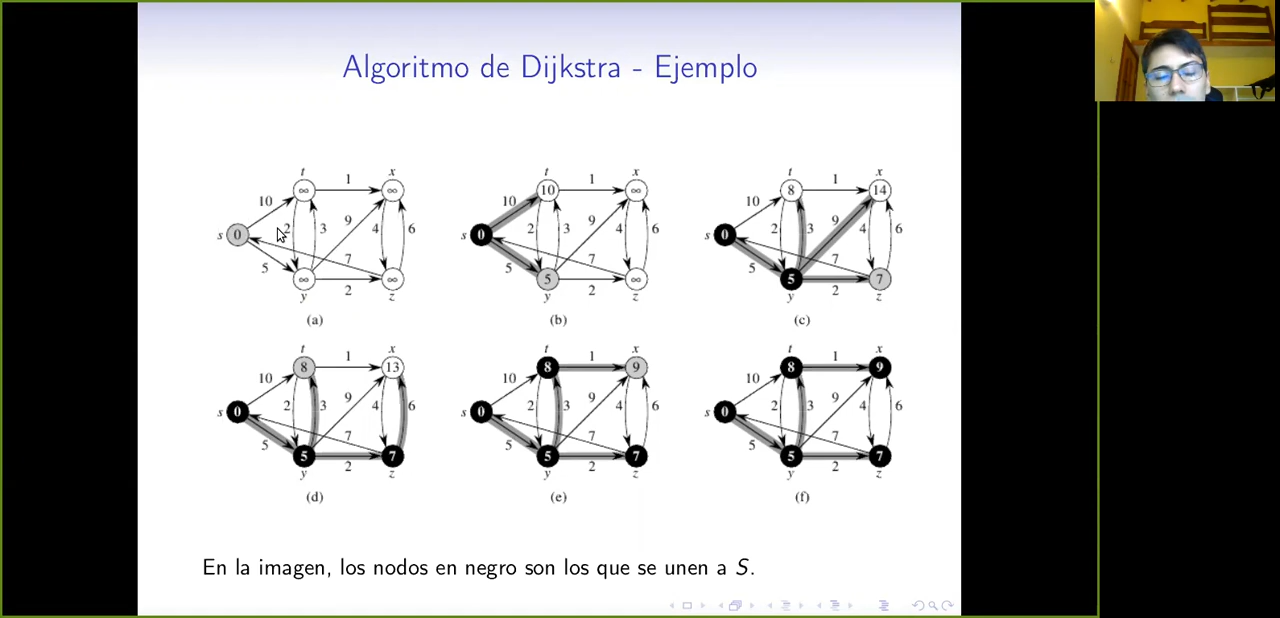 Algoritmo de Dijkstra - Ejemplo
t x
1
10 ∞ ∞
9
s 0 2 3 4 6
7
5
∞ ∞
2
y z
(a)
t x
1
10 10 ∞
9
s 0 2 3 4 6
7
5
5 ∞
2
y z
(b)
t x
1
10 8 14
9
s 0 2 3 4 6
7
5
5 7
2
y z
(c)
t x
1
10 8 13
9
s 0 2 3 4 6
7
5
5 7
2
y z
(d)
t x
1
10 8 9
9
s 0 2 3 4 6
7
5
5 7
2
y z
(e)
t x
1
10 8 9
9
s 0 2 3 4 6
7
5
5 7
2
y z
(f)
En la imagen, los nodos en negro son los que se unen a S.